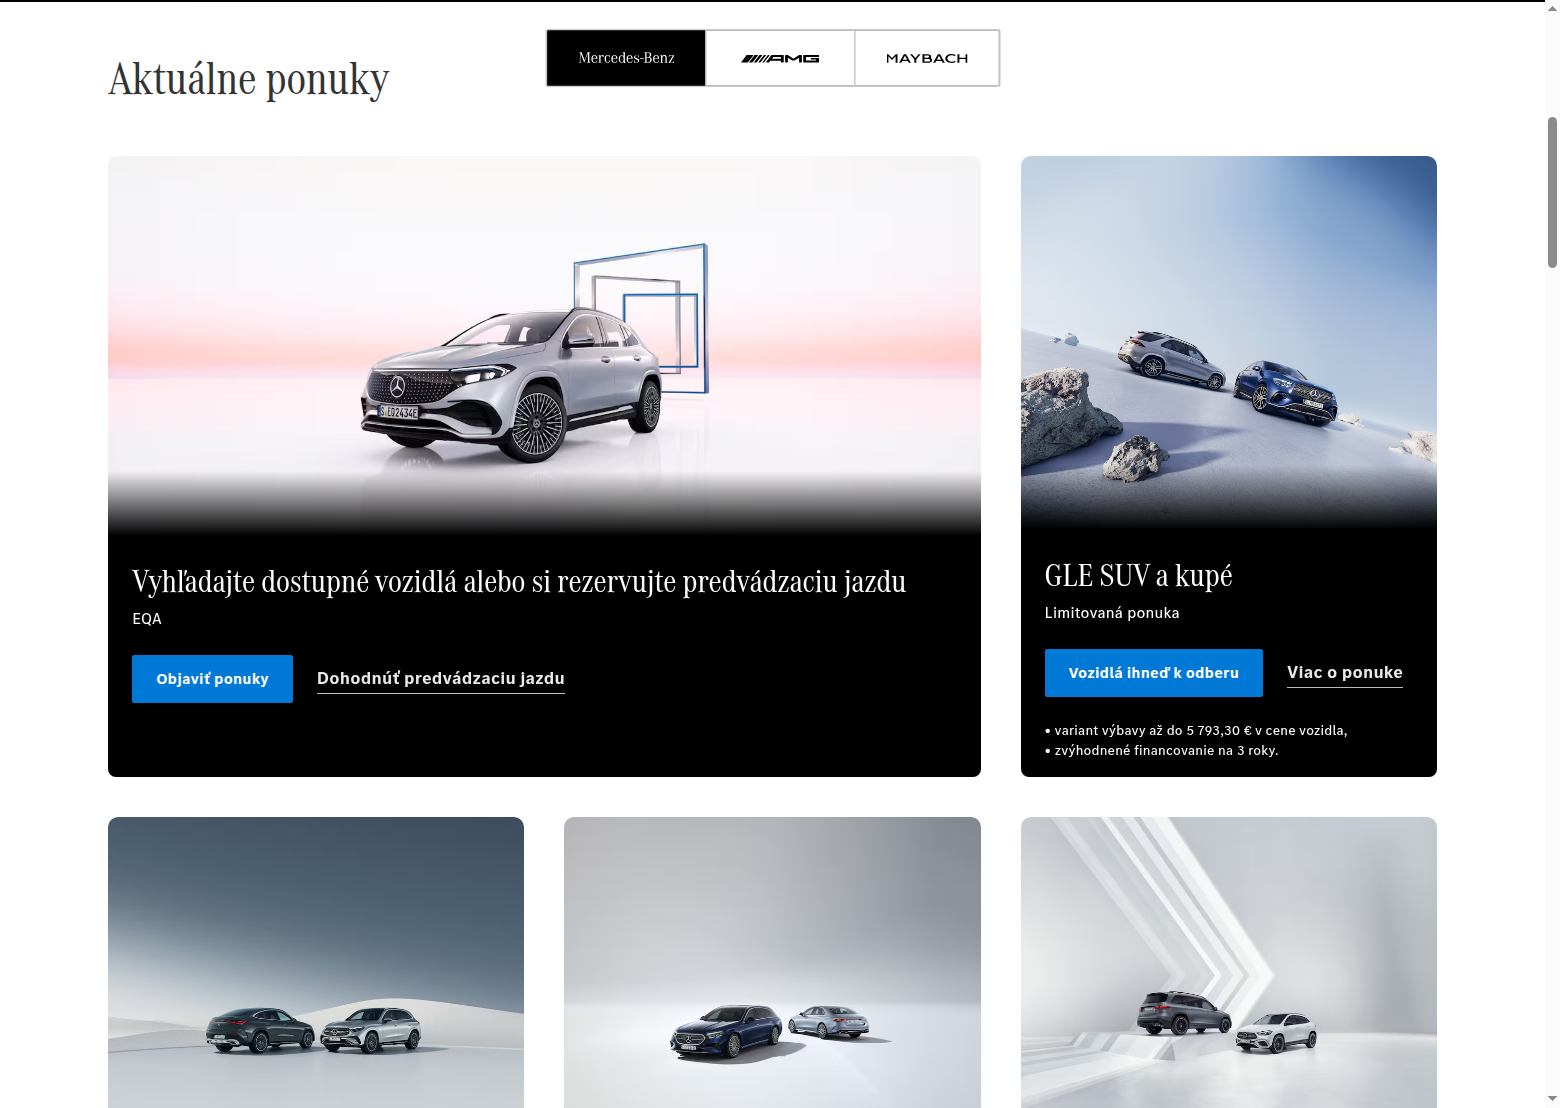 Aktuálne ponuky
Mercedes-Benz
AMG
MAYBACH
S·EQ2434E
Vyhľadajte dostupné vozidlá alebo si rezervujte predvádzaciu jazdu
EQA
Objaviť ponuky
Dohodnúť predvádzaciu jazdu
GLE SUV a kupé
Limitovaná ponuka
Vozidlá ihneď k odberu
Viac o ponuke
• variant výbavy až do 5 793,30 € v cene vozidla,
• zvýhodnené financovanie na 3 roky.